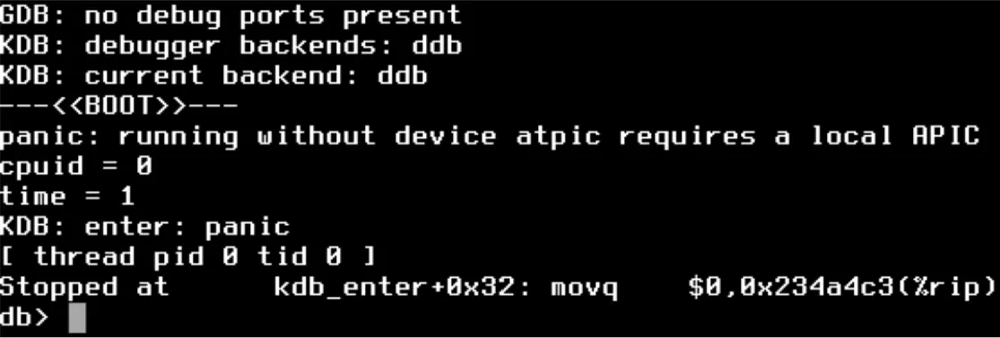 GDB: no debug ports present
KDB: debugger backends: ddb
KDB: current backend: ddb
---<<BOOT>>---
panic: running without device atpic requires a local APIC
cpuid = 0
time = 1
KDB: enter: panic
[ thread pid 0 tid 0 ]
Stopped at      kdb_enter+0x32: movq    $0,0x234a4c3(%rip)
db>